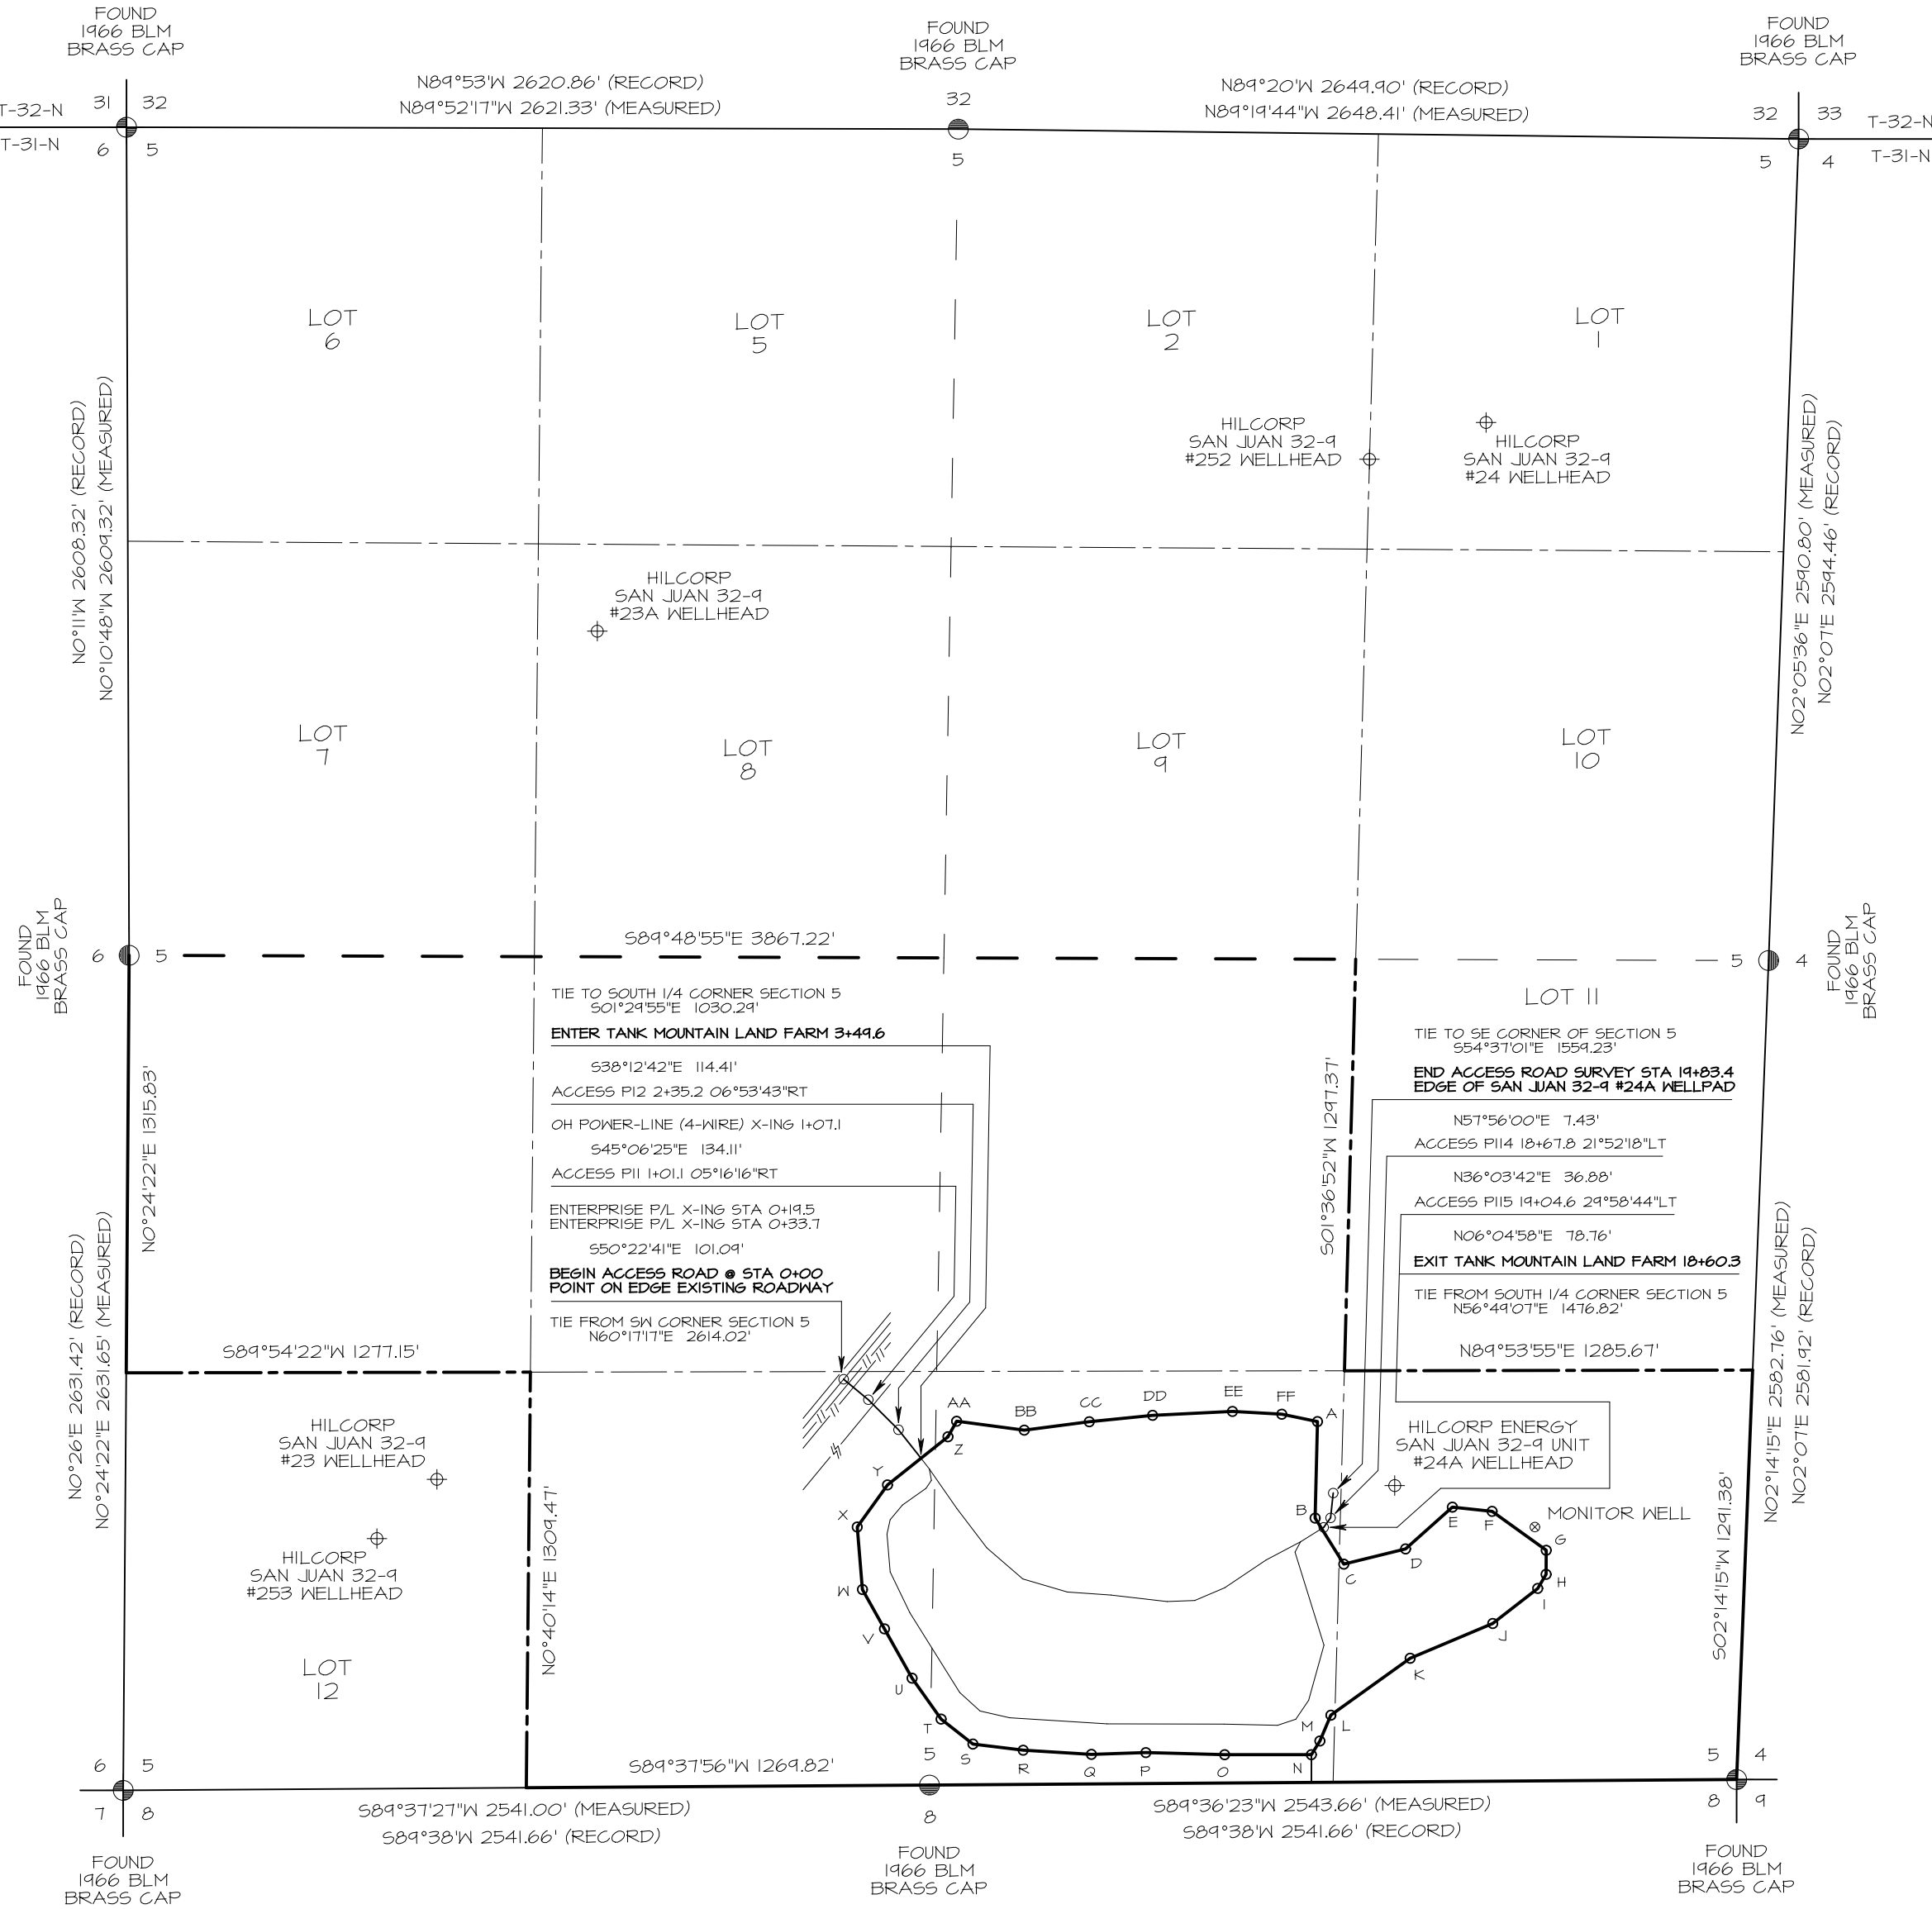 FOUND
1966 BLM
BRASS CAP
FOUND
1966 BLM
BRASS CAP
FOUND
1966 BLM
BRASS CAP
N89°53'W 2620.86' (RECORD)
N89°52'17"W 2621.33' (MEASURED)
N89°20'W 2649.90' (RECORD)
N89°19'44"W 2648.41' (MEASURED)
T-32-N
T-31-N
31 32
6 5
32
5
32 33
5 4
T-32-N
T-31-N
LOT
6
LOT
5
LOT
2
LOT
1
HILCORP
SAN JUAN 32-9
#252 WELLHEAD
HILCORP
SAN JUAN 32-9
#24 WELLHEAD
N0°11'W 2608.32' (RECORD)
N0°10'48"W 2609.32' (MEASURED)
N02°05'36"E 2590.80' (MEASURED)
N02°07'E 2594.46' (RECORD)
HILCORP
SAN JUAN 32-9
#23A WELLHEAD
LOT
7
LOT
8
LOT
9
LOT
10
FOUND
1966 BLM
BRASS CAP
6 5
S89°48'55"E 3867.22'
5 4
FOUND
1966 BLM
BRASS CAP
TIE TO SOUTH 1/4 CORNER SECTION 5
S01°29'55"E 1030.29'
ENTER TANK MOUNTAIN LAND FARM 3+49.6
S38°12'42"E 114.41'
ACCESS PI2 2+35.2 06°53'43"RT
OH POWER-LINE (4-WIRE) X-ING 1+07.1
S45°06'25"E 134.11'
ACCESS PI1 1+01.1 05°16'16"RT
ENTERPRISE P/L X-ING STA 0+19.5
ENTERPRISE P/L X-ING STA 0+33.7
S50°22'41"E 101.09'
BEGIN ACCESS ROAD @ STA 0+00
POINT ON EDGE EXISTING ROADWAY
TIE FROM SW CORNER SECTION 5
N60°17'17"E 2614.02'
LOT 11
TIE TO SE CORNER OF SECTION 5
S54°37'01"E 1559.23'
END ACCESS ROAD SURVEY STA 19+83.4
EDGE OF SAN JUAN 32-9 #24A WELLPAD
N57°56'00"E 7.43'
ACCESS PI14 18+67.8 21°52'18"LT
N36°03'42"E 36.88'
ACCESS PI15 19+04.6 29°58'44"LT
N06°04'58"E 78.76'
EXIT TANK MOUNTAIN LAND FARM 18+60.3
TIE FROM SOUTH 1/4 CORNER SECTION 5
N56°49'07"E 1476.82'
N89°53'55"E 1285.67'
S01°36'52"W 1297.37'
N0°24'22"E 1315.83'
N0°26'E 2631.42' (RECORD)
N0°24'22"E 2631.65' (MEASURED)
S89°54'22"W 1277.15'
N02°14'15"E 2582.76' (MEASURED)
N02°07'E 2581.92' (RECORD)
S02°14'15"W 1291.38'
N0°40'14"E 1309.47'
HILCORP
SAN JUAN 32-9
#23 WELLHEAD
HILCORP
SAN JUAN 32-9
#253 WELLHEAD
LOT
12
HILCORP ENERGY
SAN JUAN 32-9 UNIT
#24A WELLHEAD
MONITOR WELL
AA
BB
CC
DD
EE
FF
A
B
C
D
E
F
G
H
I
J
K
L
M
N
O
P
Q
R
S
T
U
V
W
X
Y
Z
S89°37'56"W 1269.82'
6 5
7 8
5
8
5 4
8 9
S89°37'27"W 2541.00' (MEASURED)
S89°38'W 2541.66' (RECORD)
S89°36'23"W 2543.66' (MEASURED)
S89°38'W 2541.66' (RECORD)
FOUND
1966 BLM
BRASS CAP
FOUND
1966 BLM
BRASS CAP
FOUND
1966 BLM
BRASS CAP